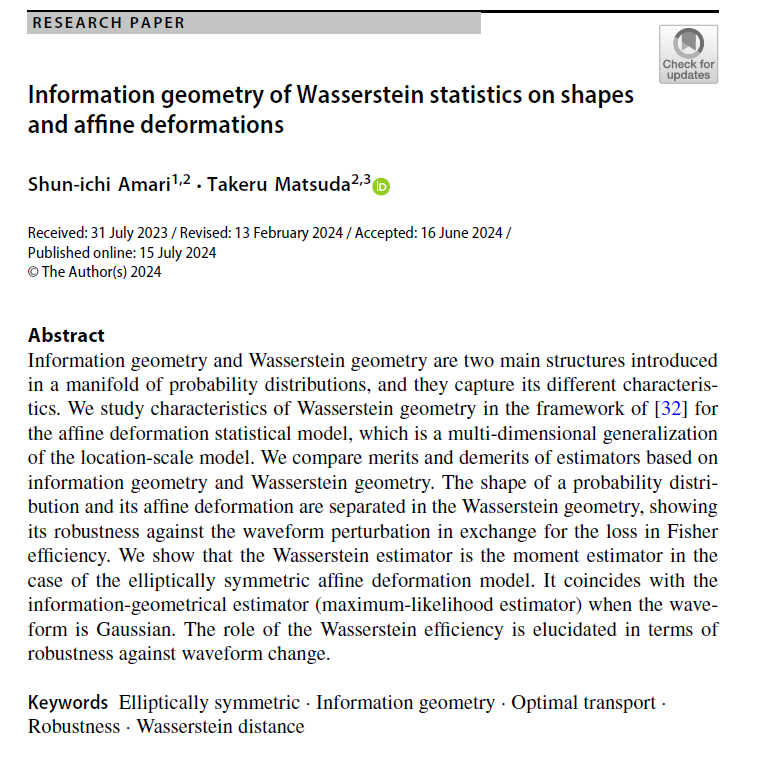 RESEARCH PAPER
Check for
updates
Information geometry of Wasserstein statistics on shapes
and affine deformations
Shun-ichi Amari1,2 · Takeru Matsuda2,3 iD
Received: 31 July 2023 / Revised: 13 February 2024 / Accepted: 16 June 2024 /
Published online: 15 July 2024
© The Author(s) 2024
Abstract
Information geometry and Wasserstein geometry are two main structures introduced
in a manifold of probability distributions, and they capture its different characteris-
tics. We study characteristics of Wasserstein geometry in the framework of [32] for
the affine deformation statistical model, which is a multi-dimensional generalization
of the location-scale model. We compare merits and demerits of estimators based on
information geometry and Wasserstein geometry. The shape of a probability distri-
bution and its affine deformation are separated in the Wasserstein geometry, showing
its robustness against the waveform perturbation in exchange for the loss in Fisher
efficiency. We show that the Wasserstein estimator is the moment estimator in the
case of the elliptically symmetric affine deformation model. It coincides with the
information-geometrical estimator (maximum-likelihood estimator) when the wave-
form is Gaussian. The role of the Wasserstein efficiency is elucidated in terms of
robustness against waveform change.
Keywords Elliptically symmetric · Information geometry · Optimal transport ·
Robustness · Wasserstein distance